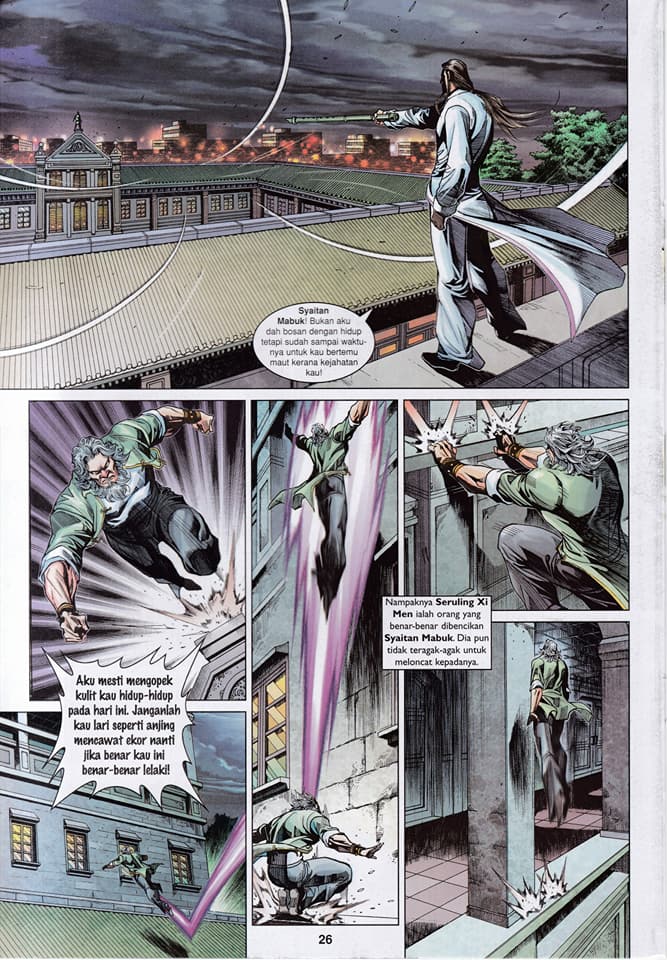 Syaitan
Mabuk! Bukan aku
dah bosan dengan hidup
tetapi sudah sampai waktu-
nya untuk kau bertemu
maut kerana kejahatan
kau!
Aku mesti mengopek
kulit kau hidup-hidup
pada hari ini. Janganlah
kau lari seperti anjing
mencawat ekor nanti
jika benar kau ini
benar-benar lelaki!
Nampaknya Seruling Xi
Men ialah orang yang
benar-benar dibencikan
Syaitan Mabuk. Dia pun
tidak teragak-agak untuk
meloncat kepadanya.
26